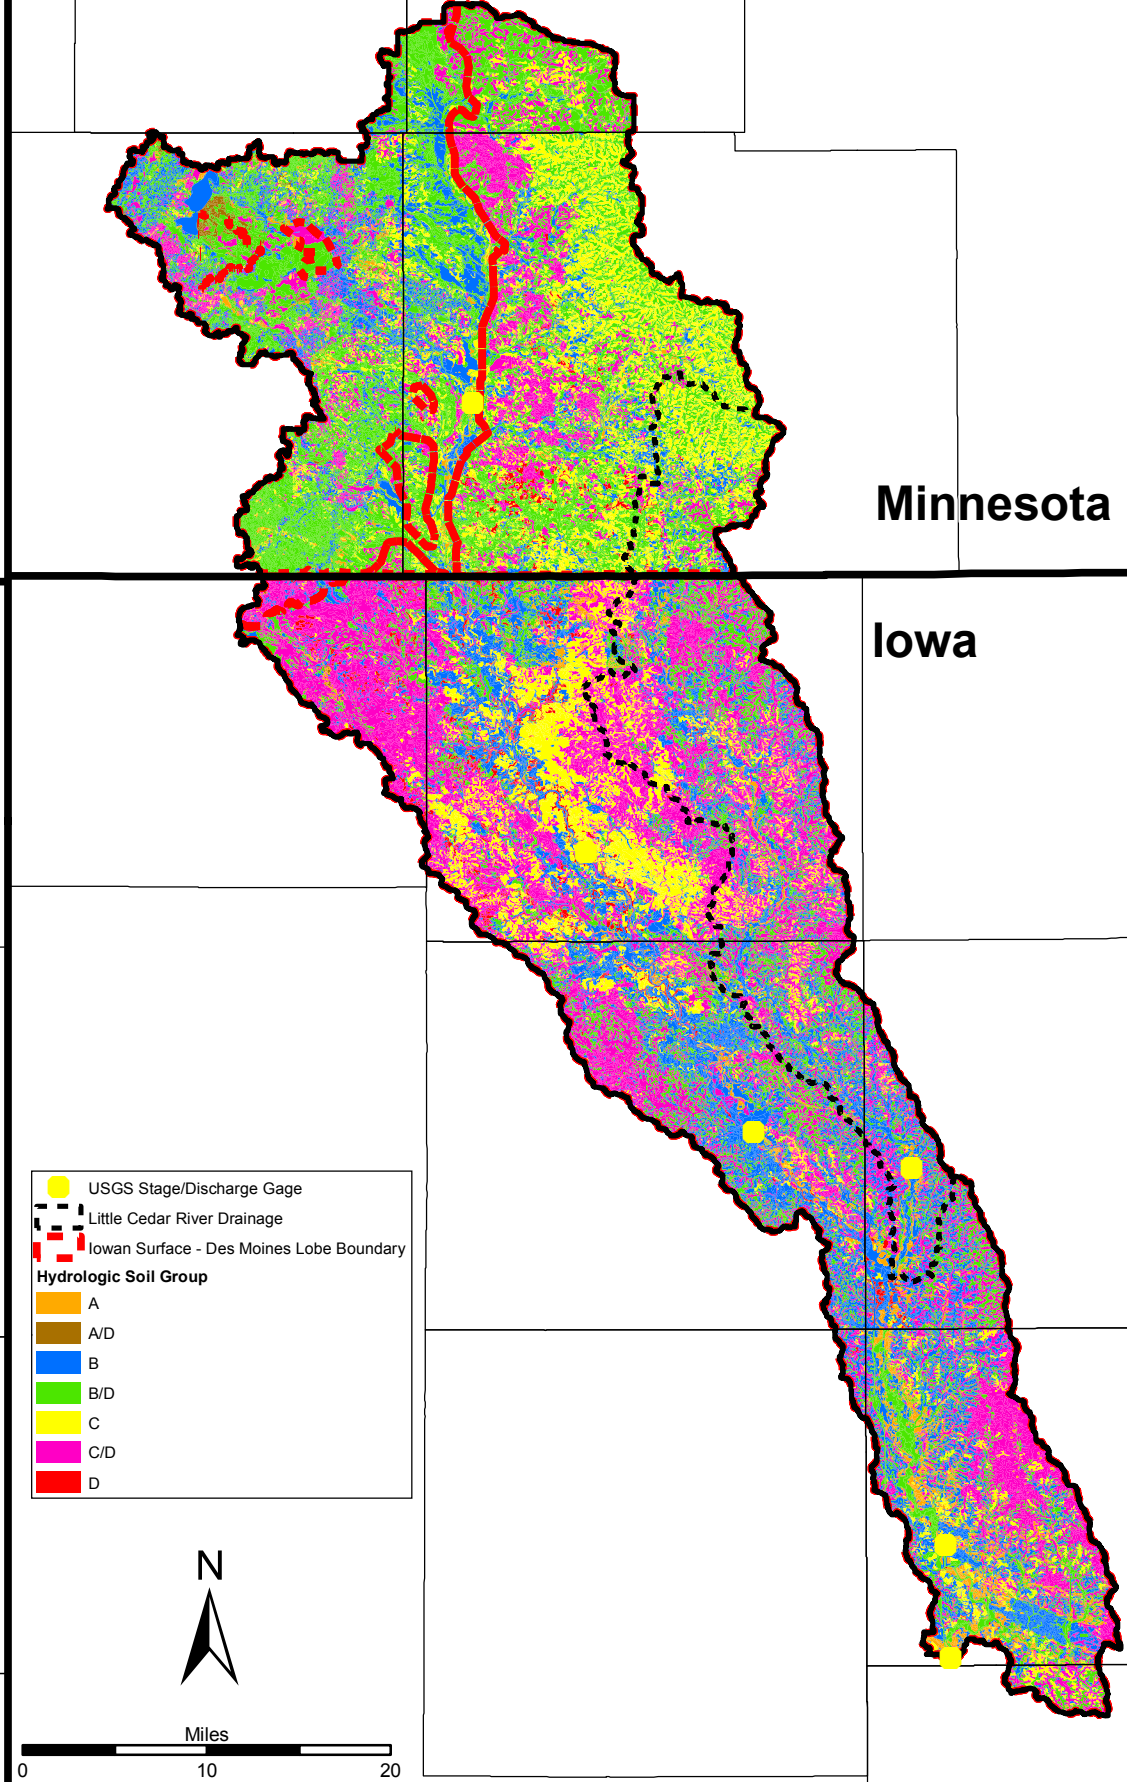 Minnesota
Iowa
USGS Stage/Discharge Gage
Little Cedar River Drainage
Iowan Surface - Des Moines Lobe Boundary
Hydrologic Soil Group
A
A/D
B
B/D
C
C/D
D
N
Miles
0 10 20